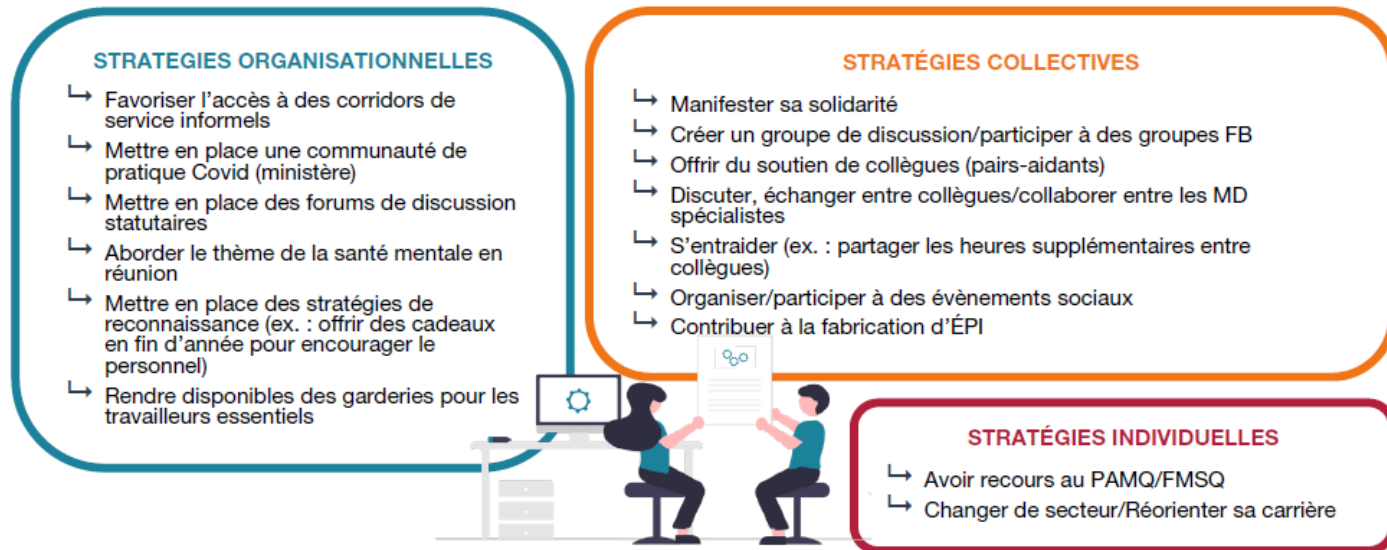 STRATEGIES ORGANISATIONNELLES
Favoriser l'accès à des corridors de
service informels
Mettre en place une communauté de
pratique Covid (ministère)
Mettre en place des forums de discussion
statutaires
Aborder le thème de la santé mentale en
réunion
Mettre en place des stratégies de
reconnaissance (ex. : offrir des cadeaux
en fin d'année pour encourager le
personnel)
Rendre disponibles des garderies pour les
travailleurs essentiels
STRATÉGIES COLLECTIVES
Manifester sa solidarité
Créer un groupe de discussion/participer à des groupes FB
Offrir du soutien de collègues (pairs-aidants)
Discuter, échanger entre collègues/collaborer entre les MD
spécialistes
S'entraider (ex. : partager les heures supplémentaires entre
collègues)
Organiser/participer à des évènements sociaux
Contribuer à la fabrication d'ÉPI
STRATÉGIES INDIVIDUELLES
Avoir recours au PAMQ/FMSQ
Changer de secteur/Réorienter sa carrière